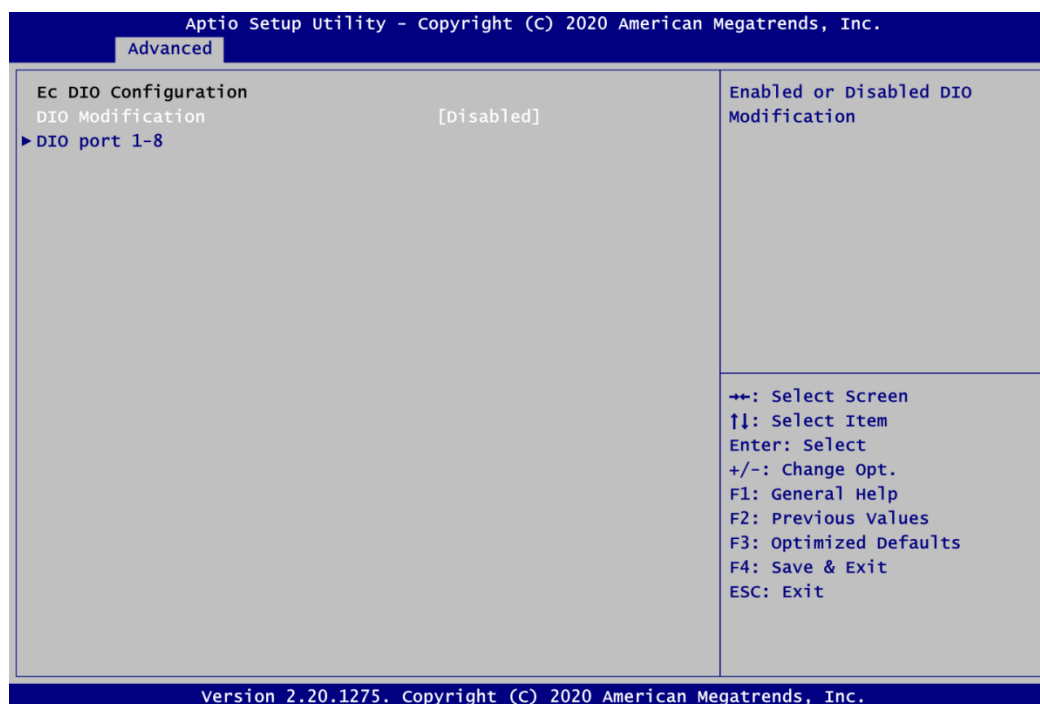 Aptio Setup Utility – Copyright (C) 2020 American Megatrends, Inc.
Advanced
Ec DIO Configuration
DIO Modification [Disabled]
►DIO port 1-8
Enabled or Disabled DIO
Modification
→←: Select Screen
↑↓: Select Item
Enter: Select
+/-: Change Opt.
F1: General Help
F2: Previous Values
F3: Optimized Defaults
F4: Save & Exit
ESC: Exit
Version 2.20.1275. Copyright (C) 2020 American Megatrends, Inc.